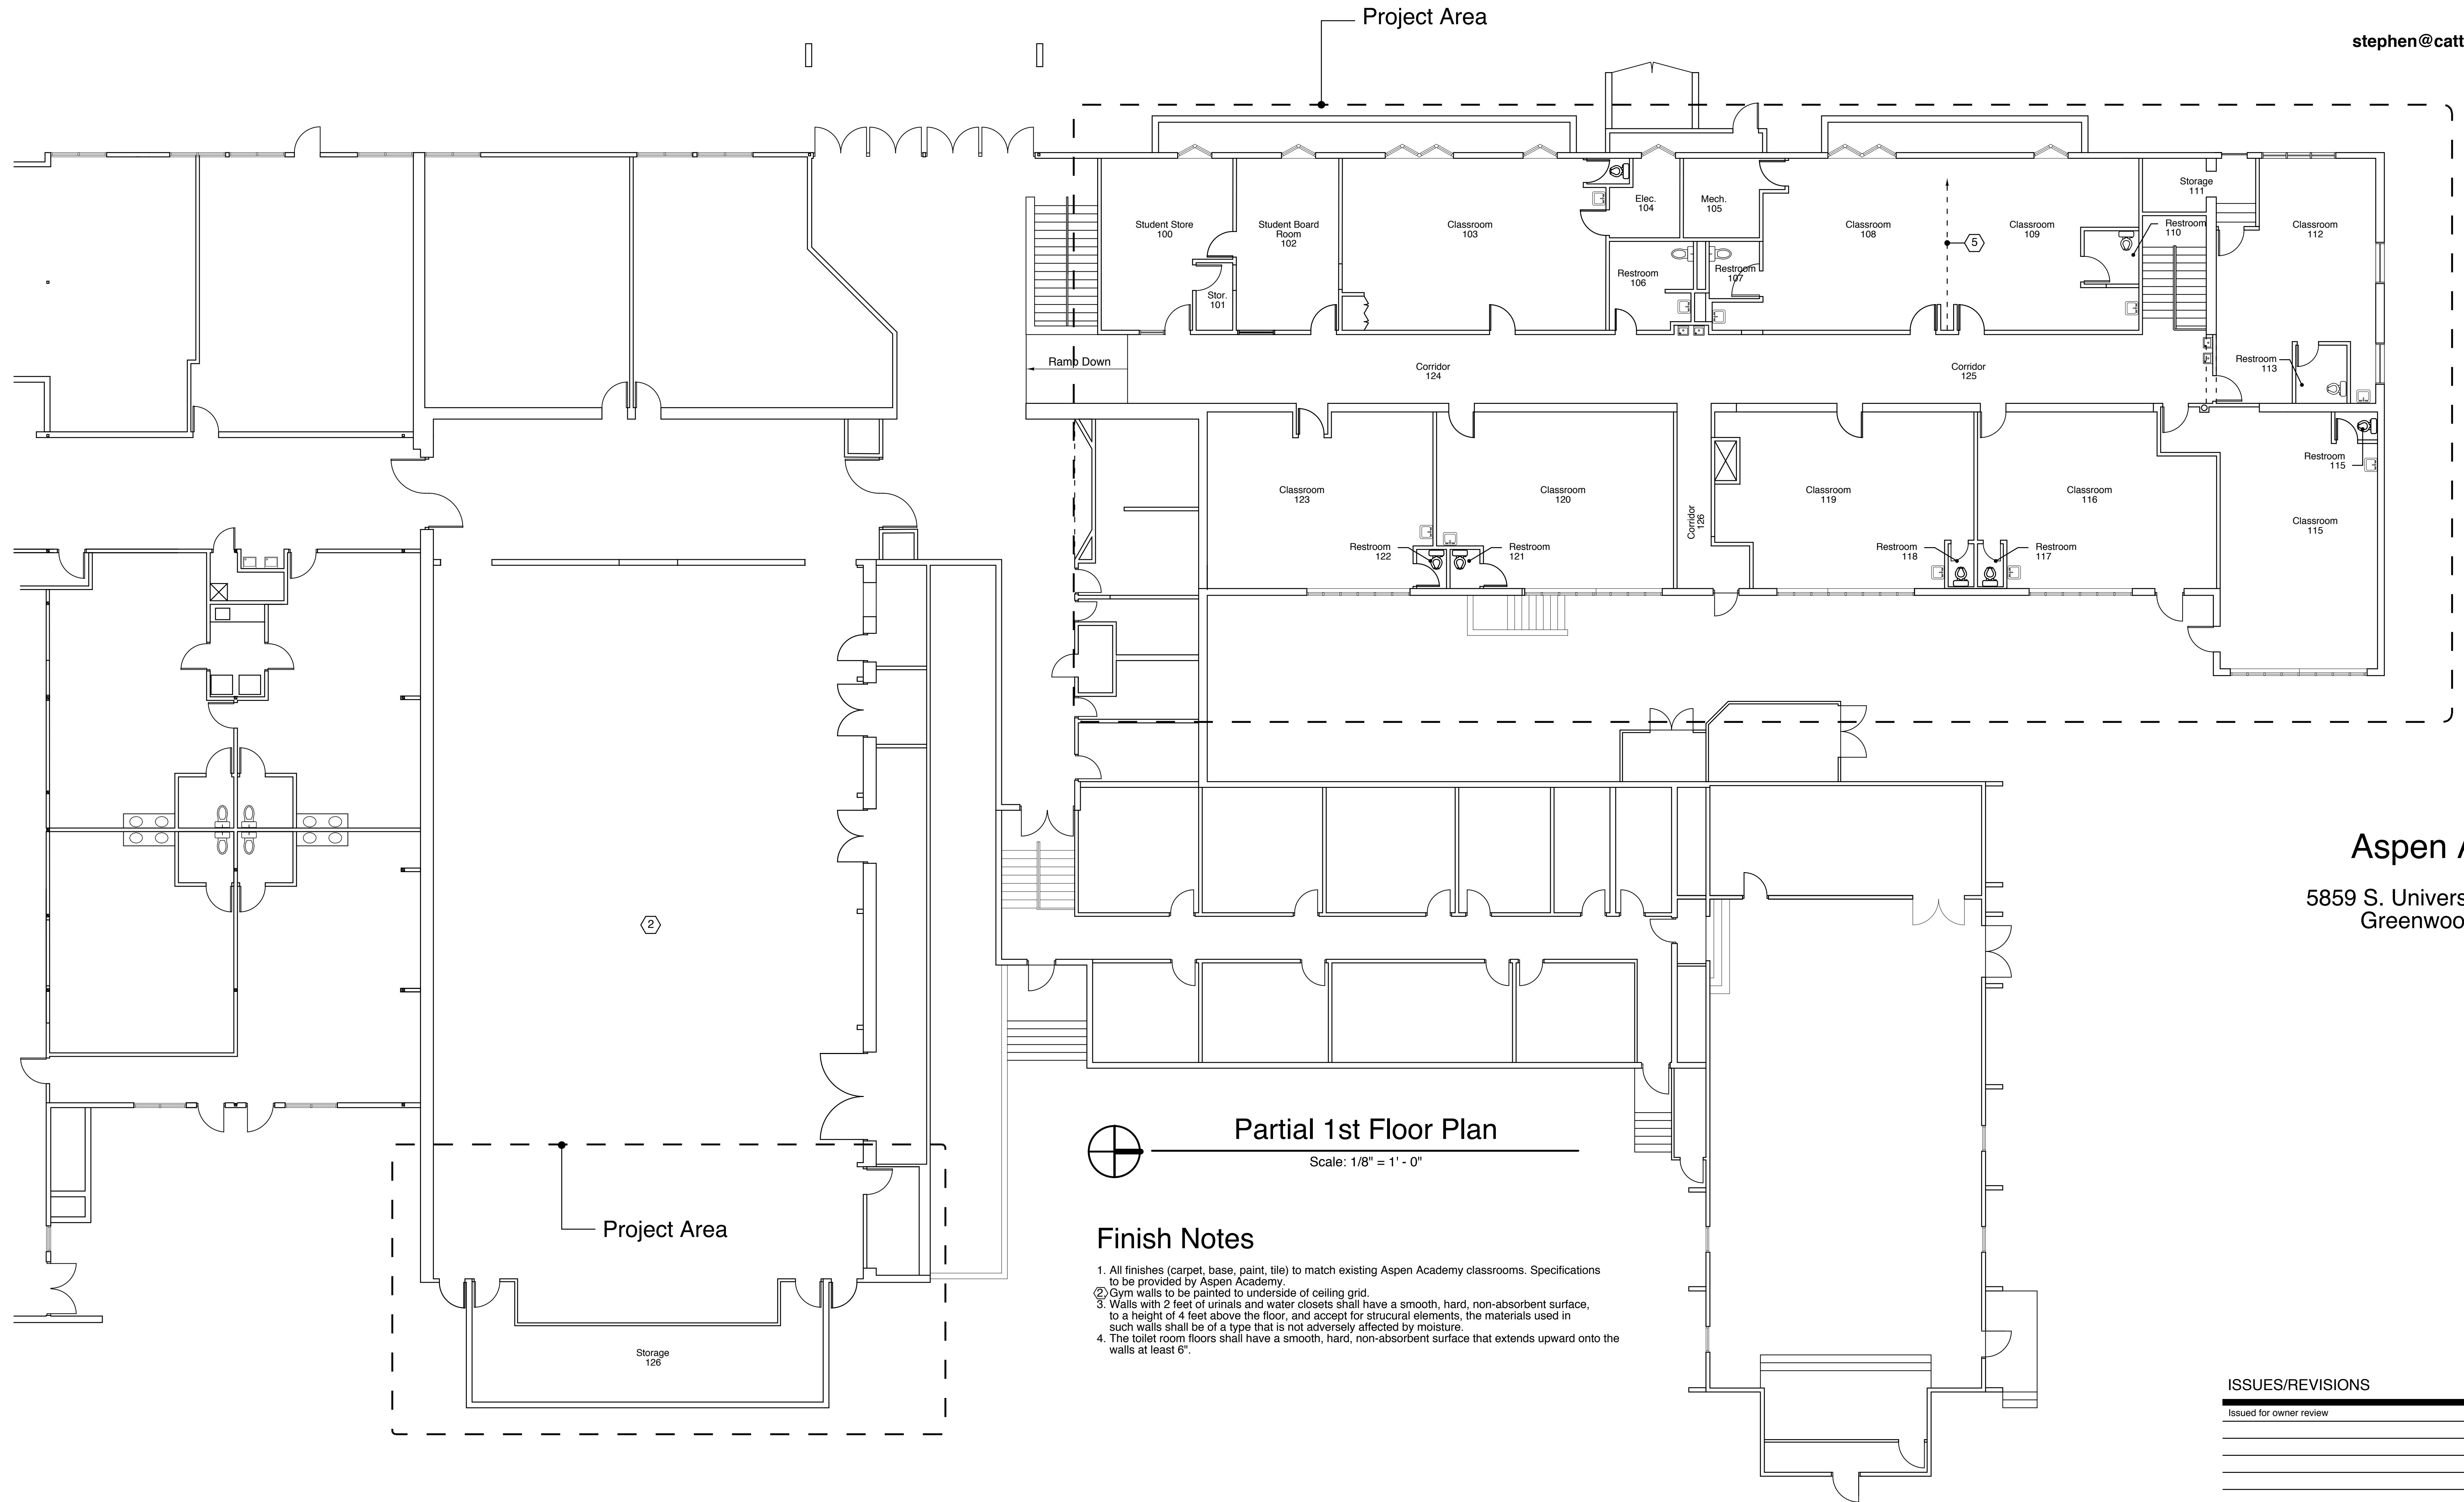 Project Area
stephen@catt
Student Store
100
Stor.
101
Student Board
Room
102
Classroom
103
Elec.
104
Mech.
105
Restroom
106
Restroom
107
Classroom
108
5
Classroom
109
Restroom
110
Storage
111
Classroom
112
Restroom
113
Ramp Down
Corridor
124
Corridor
125
Classroom
123
Restroom
122
Classroom
120
Restroom
121
Corridor
126
Classroom
119
Restroom
118
Classroom
116
Restroom
117
Restroom
115
Classroom
115
2
Aspen A
5859 S. Univers
Greenwoo
Partial 1st Floor Plan
Scale: 1/8" = 1' - 0"
Project Area
Storage
126
Finish Notes
1. All finishes (carpet, base, paint, tile) to match existing Aspen Academy classrooms. Specifications
to be provided by Aspen Academy.
2 Gym walls to be painted to underside of ceiling grid.
3. Walls with 2 feet of urinals and water closets shall have a smooth, hard, non-absorbent surface,
to a height of 4 feet above the floor, and accept for strucural elements, the materials used in
such walls shall be of a type that is not adversely affected by moisture.
4. The toilet room floors shall have a smooth, hard, non-absorbent surface that extends upward onto the
walls at least 6".
ISSUES/REVISIONS
Issued for owner review